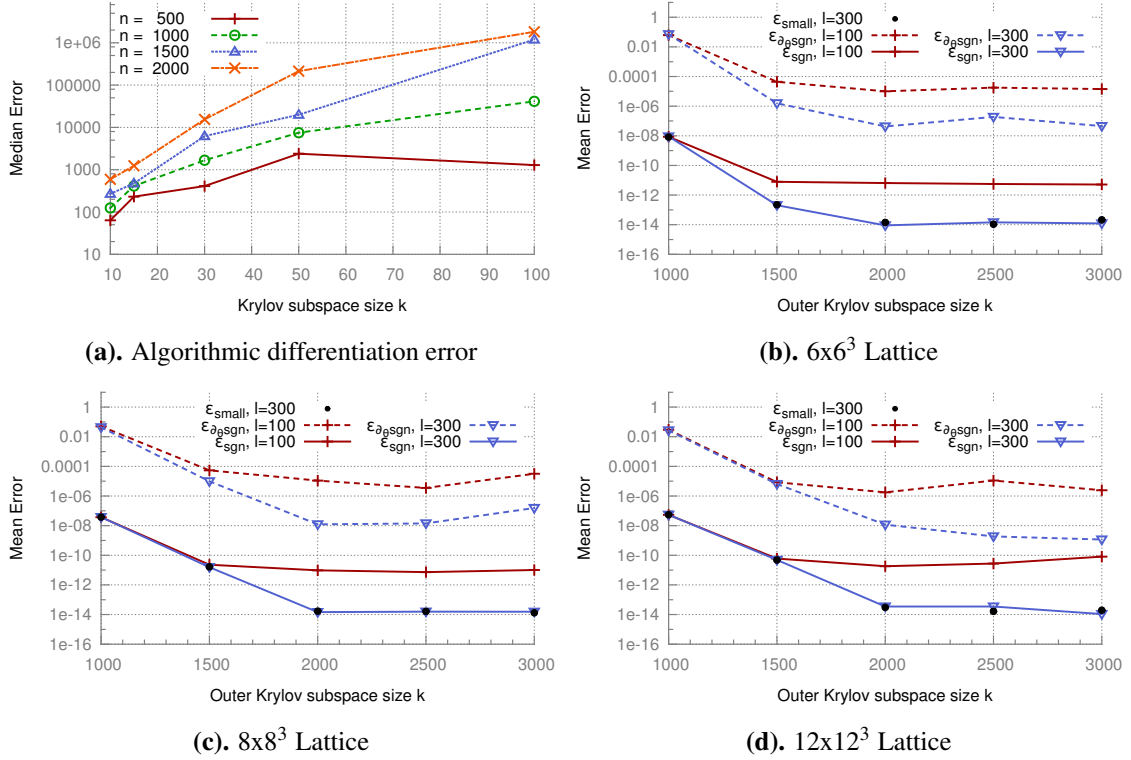 n = 500
n = 1000
n = 1500
n = 2000
1e+06
100000
10000
1000
100
10
Median Error
10 20 30 40 50 60 70 80 90 100
Krylov subspace size k
(a). Algorithmic differentiation error
εsmall, l=300
ε∂θsgn, l=100
εsgn, l=100
ε∂θsgn, l=300
εsgn, l=300
1
0.01
0.0001
1e-06
1e-08
1e-10
1e-12
1e-14
1e-16
Mean Error
1000 1500 2000 2500 3000
Outer Krylov subspace size k
(b). 6x6³ Lattice
εsmall, l=300
ε∂θsgn, l=100
εsgn, l=100
ε∂θsgn, l=300
εsgn, l=300
1
0.01
0.0001
1e-06
1e-08
1e-10
1e-12
1e-14
1e-16
Mean Error
1000 1500 2000 2500 3000
Outer Krylov subspace size k
(c). 8x8³ Lattice
εsmall, l=300
ε∂θsgn, l=100
εsgn, l=100
ε∂θsgn, l=300
εsgn, l=300
1
0.01
0.0001
1e-06
1e-08
1e-10
1e-12
1e-14
1e-16
Mean Error
1000 1500 2000 2500 3000
Outer Krylov subspace size k
(d). 12x12³ Lattice